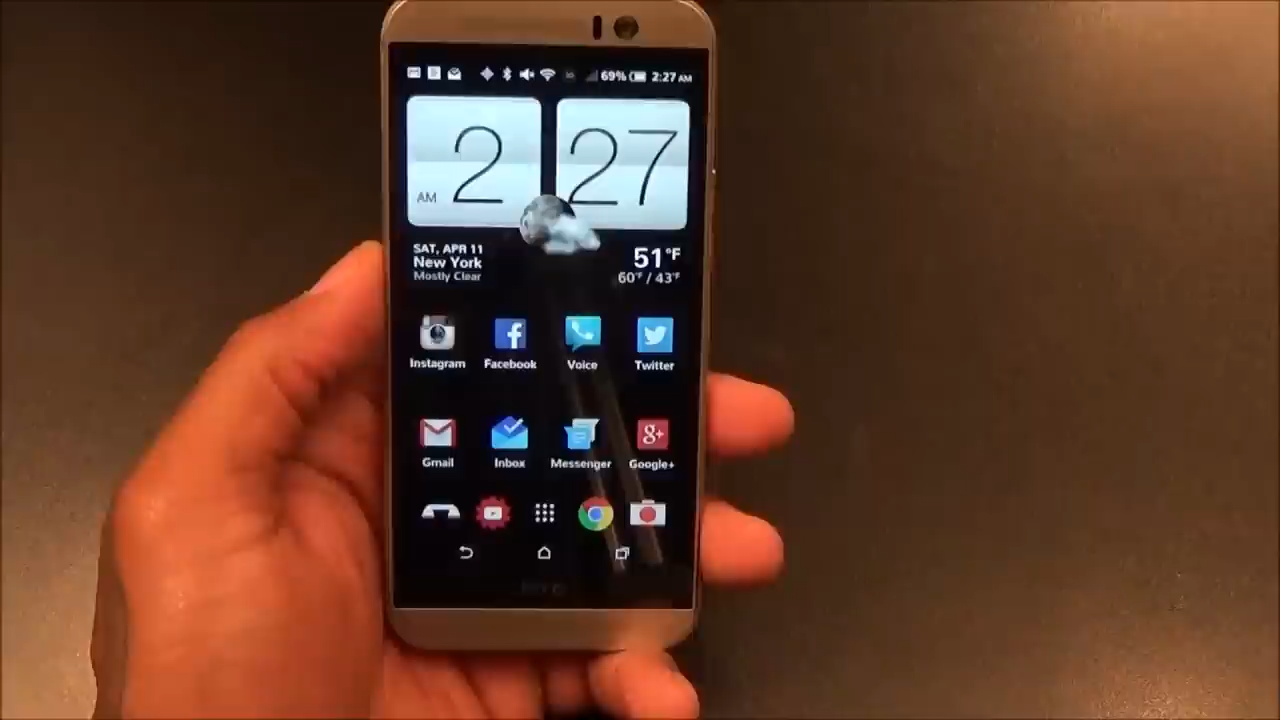 69% 2:27 AM
AM 2 27
SAT, APR 11
New York
Mostly Clear
51°F
60°F / 43°F
Instagram Facebook Voice Twitter
Gmail Inbox Messenger Google+
g+